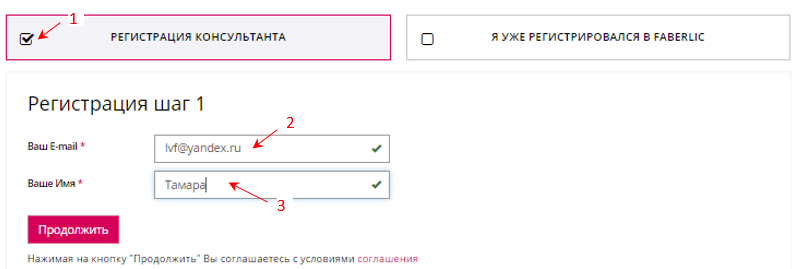 1
РЕГИСТРАЦИЯ КОНСУЛЬТАНТА
Я УЖЕ РЕГИСТРИРОВАЛСЯ В FABERLIC
Регистрация шаг 1
2
Ваш E-mail * lvf@yandex.ru
Ваше Имя * Тамара
3
Продолжить
Нажимая на кнопку "Продолжить" Вы соглашаетесь с условиями соглашения